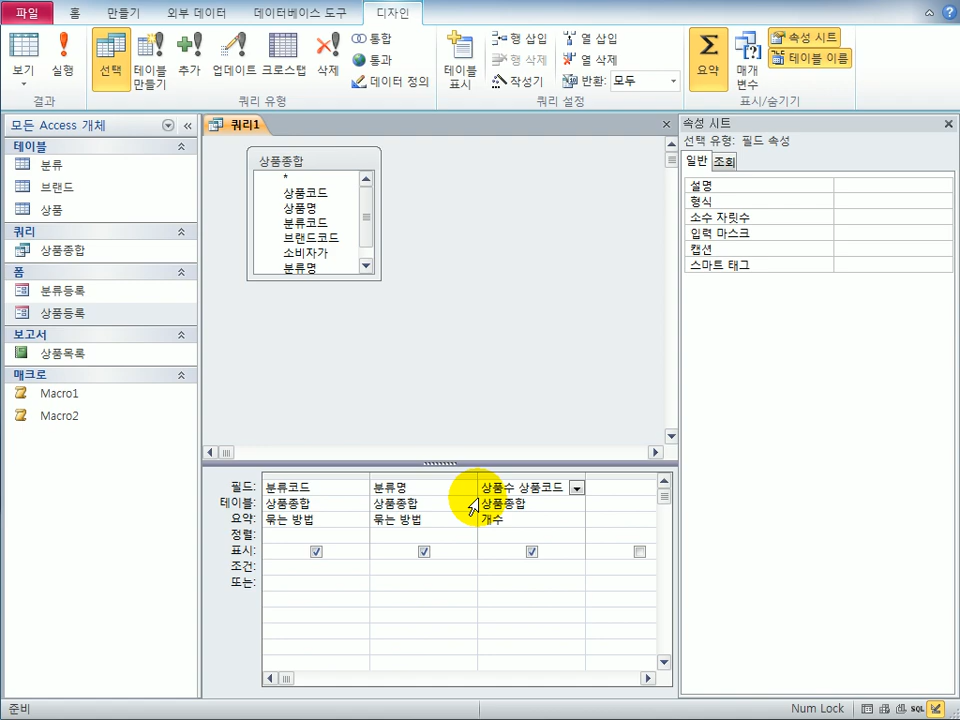 파일 홈 만들기 외부 데이터 데이터베이스 도구 디자인
보기 실행 선택 테이블 만들기 추가 업데이트 크로스탭 삭제 통합 통과 데이터 정의
테이블 표시 행 삽입 행 삭제 작성기 열 삽입 열 삭제 반환: 모두
요약 매개 변수 속성 시트 테이블 이름
결과 쿼리 유형 쿼리 설정 표시/숨기기
모든 Access 개체
테이블
분류
브랜드
상품
쿼리
상품종합
폼
분류등록
상품등록
보고서
상품목록
매크로
Macro1
Macro2
쿼리1
상품종합
*
상품코드
상품명
분류코드
브랜드코드
소비자가
분류명
필드: 분류코드 분류명 상품수 상품코드
테이블: 상품종합 상품종합 상품종합
요약: 묶는 방법 묶는 방법 개수
정렬:
표시:
조건:
또는:
속성 시트
선택 유형: 필드 속성
일반 조회
설명
형식
소수 자릿수
입력 마스크
캡션
스마트 태그
준비 Num Lock SQL